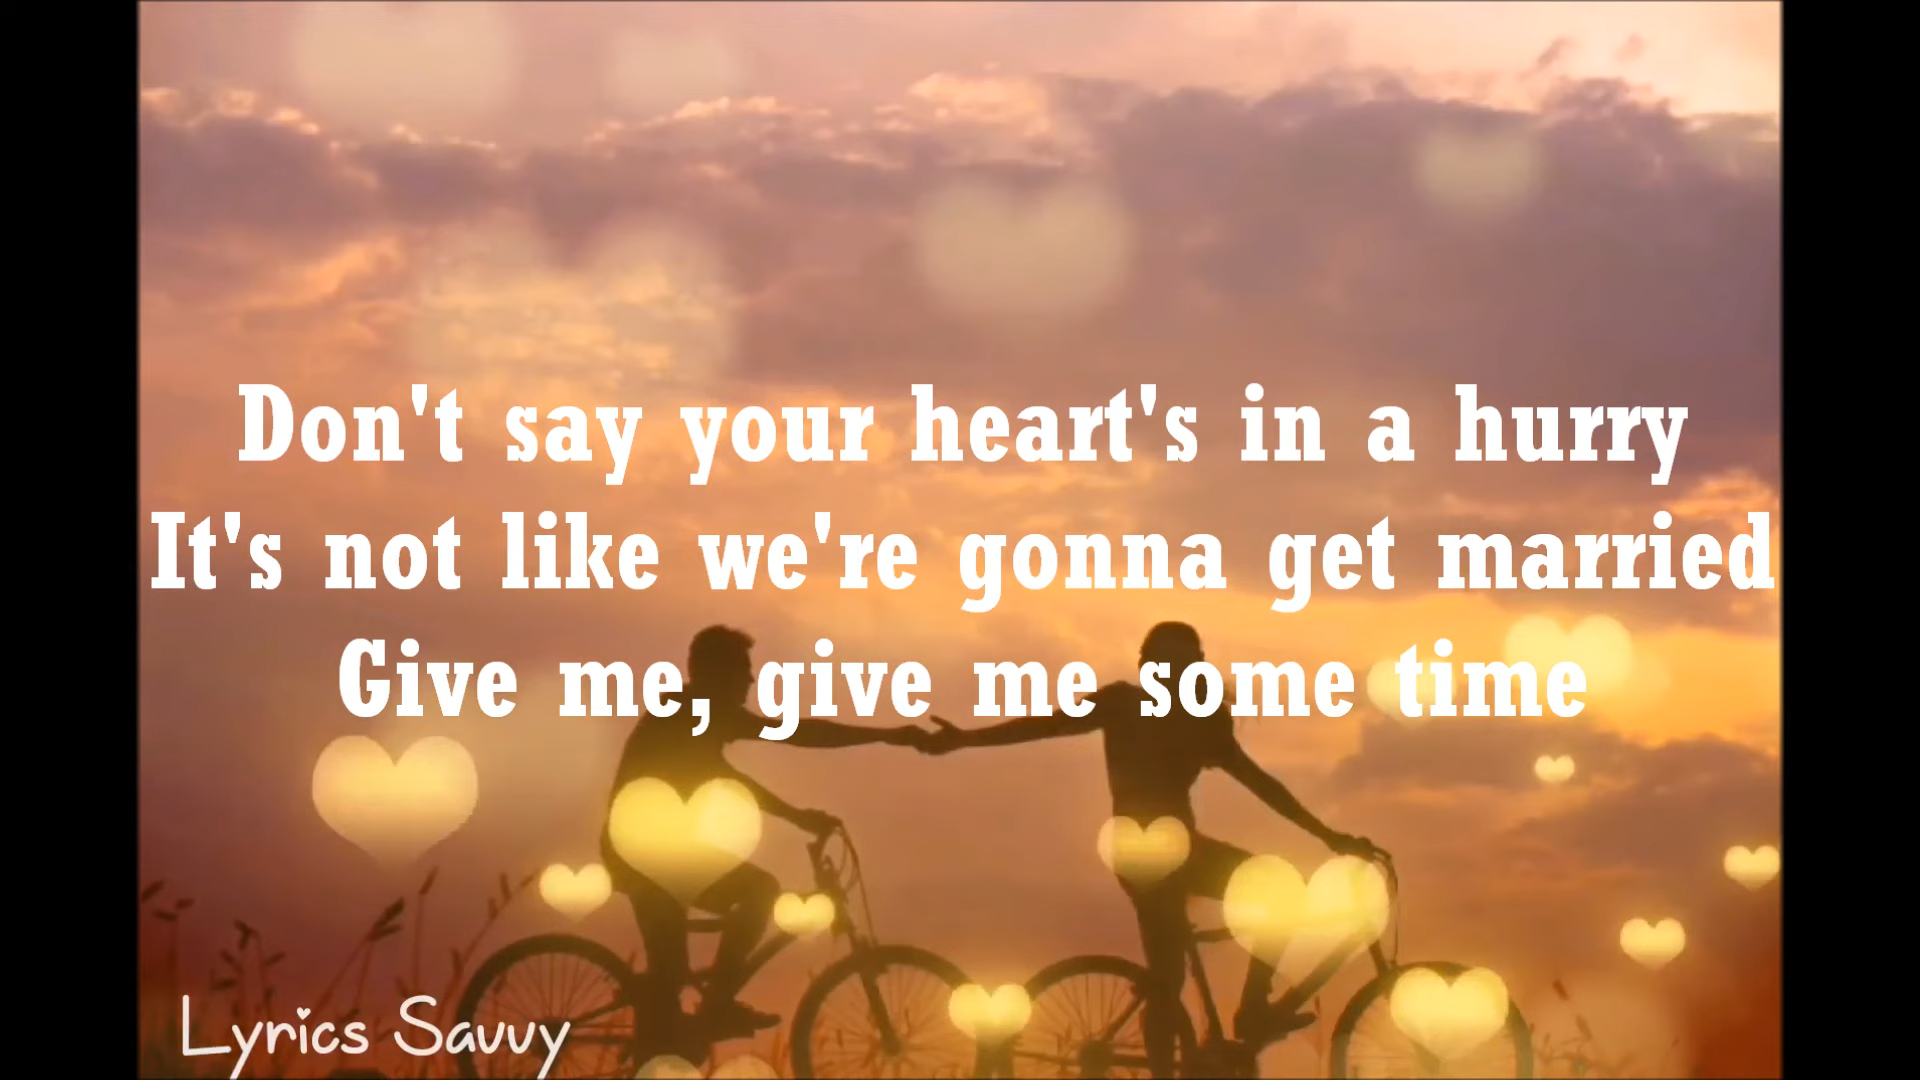 Don't say your heart's in a hurry
It's not like we're gonna get married
Give me, give me some time
Lyrics Savvy